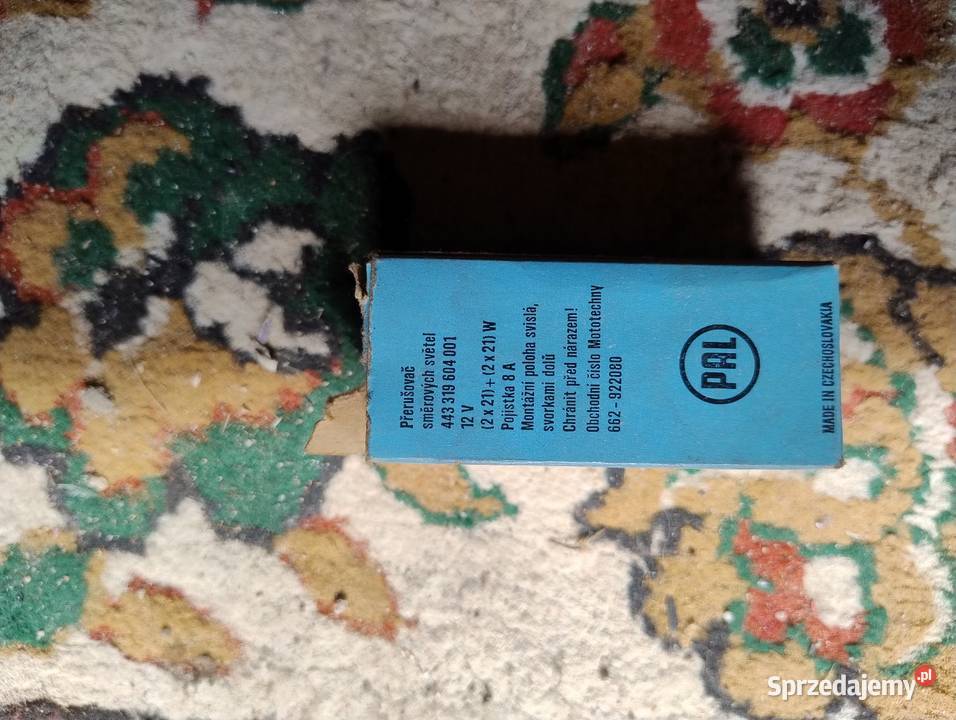 Přerušovač
směrových světel
443 319 604 001
12 V
(2 x 21) + (2 x 21) W
Pojistka 8 A
Montážní poloha svislá,
svorkami dolů
Chránit před nárazem!
Obchodní číslo Mototechny
662-922080
PAL
MADE IN CZECHOSLOVAKIA
Sprzedajemy.pl